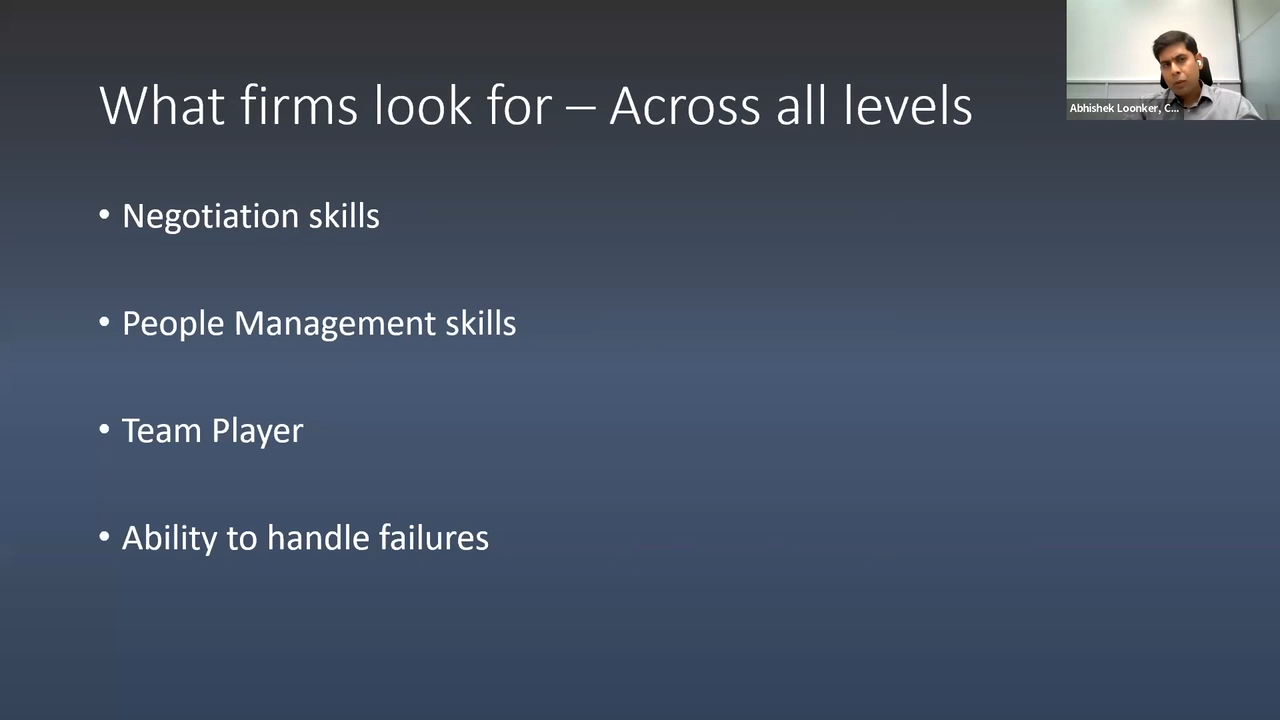 What firms look for – Across all levels
Abhishek Loonker, C...
• Negotiation skills
• People Management skills
• Team Player
• Ability to handle failures